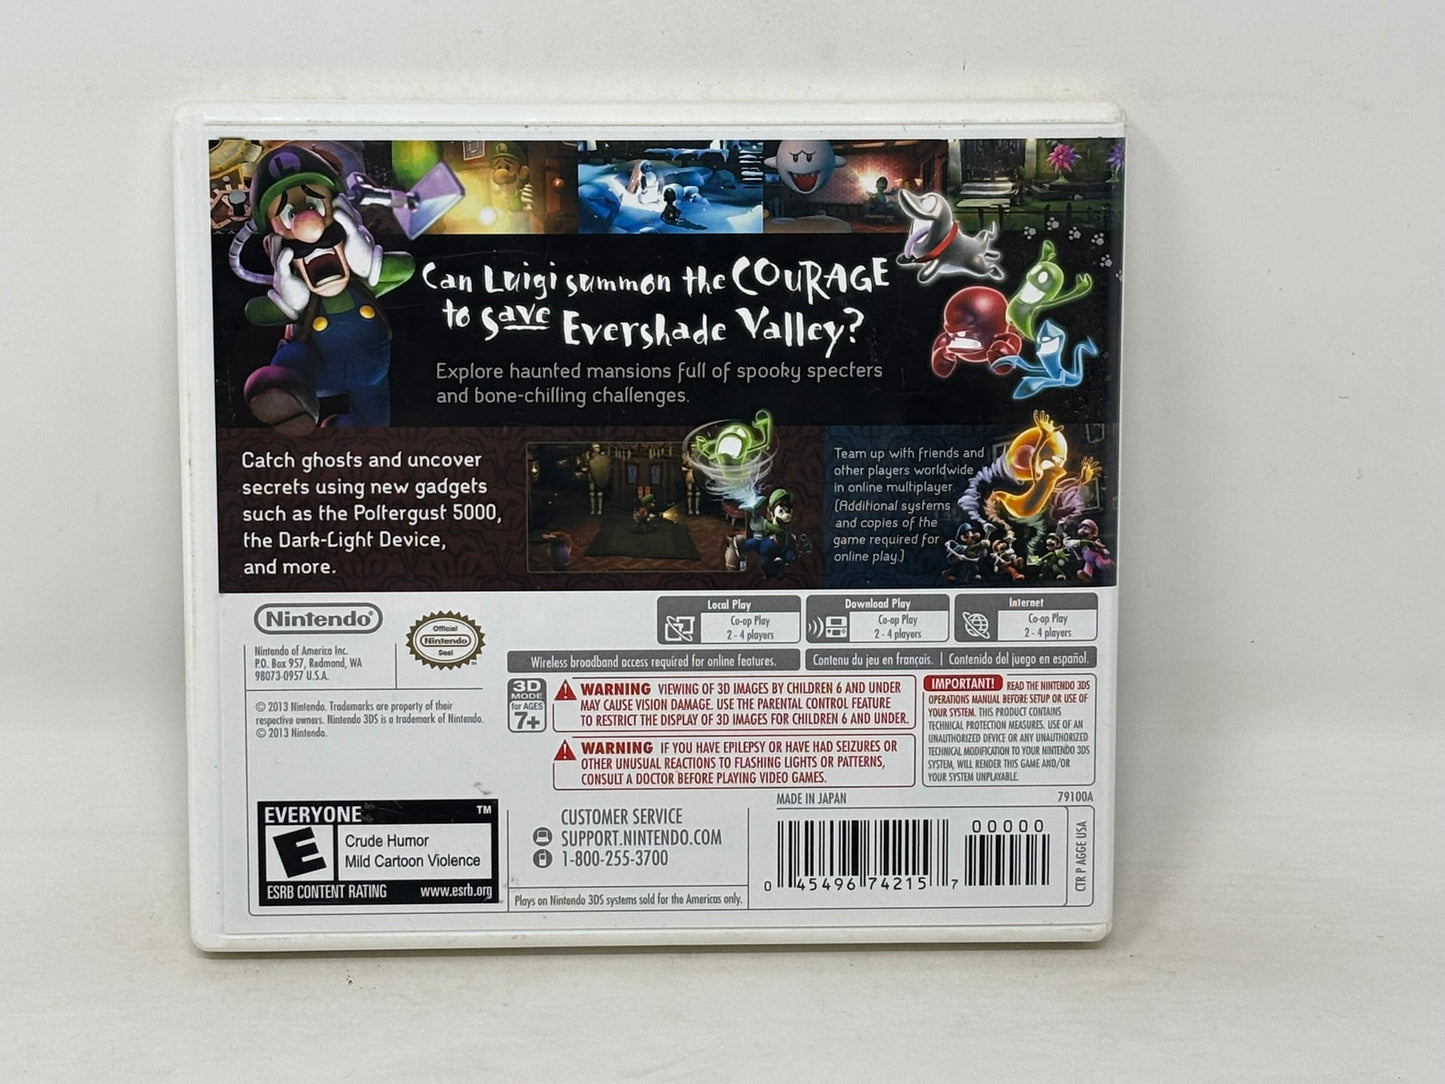 Can Luigi summon the COURAGE
to save Evershade Valley?
Explore haunted mansions full of spooky specters
and bone-chilling challenges.
Catch ghosts and uncover
secrets using new gadgets
such as the Poltergust 5000,
the Dark-Light Device,
and more.
Team up with friends and
other players worldwide
in online multiplayer.
(Additional systems
and copies of the
game required for
online play.)
Nintendo®
Nintendo of America Inc.
P.O. Box 957, Redmond, WA
98073-0957 U.S.A.
Official
Nintendo
Seal
Local Play
Co-op Play
2 - 4 players
Download Play
Co-op Play
2 - 4 players
Internet
Co-op Play
2 - 4 players
Wireless broadband access required for online features.
Contenu du jeu en français. | Contenido del juego en español.
© 2013 Nintendo. Trademarks are property of their
respective owners. Nintendo 3DS is a trademark of Nintendo.
© 2013 Nintendo.
3D
MODE
for AGES
7+
WARNING VIEWING OF 3D IMAGES BY CHILDREN 6 AND UNDER
MAY CAUSE VISION DAMAGE. USE THE PARENTAL CONTROL FEATURE
TO RESTRICT THE DISPLAY OF 3D IMAGES FOR CHILDREN 6 AND UNDER.
WARNING IF YOU HAVE EPILEPSY OR HAVE HAD SEIZURES OR
OTHER UNUSUAL REACTIONS TO FLASHING LIGHTS OR PATTERNS,
CONSULT A DOCTOR BEFORE PLAYING VIDEO GAMES.
IMPORTANT! READ THE NINTENDO 3DS
OPERATIONS MANUAL BEFORE SETUP OR USE OF
YOUR SYSTEM. THIS PRODUCT CONTAINS
TECHNICAL PROTECTION MEASURES. USE OF AN
UNAUTHORIZED DEVICE OR ANY UNAUTHORIZED
TECHNICAL MODIFICATION TO YOUR NINTENDO 3DS
SYSTEM, WILL RENDER THIS GAME AND/OR
YOUR SYSTEM UNPLAYABLE.
EVERYONE ™
E
Crude Humor
Mild Cartoon Violence
ESRB CONTENT RATING www.esrb.org
CUSTOMER SERVICE
SUPPORT.NINTENDO.COM
1-800-255-3700
Plays on Nintendo 3DS systems sold for the Americas only.
MADE IN JAPAN
79100A
00000
0 45496 74215 7
CTR P AGGE USA